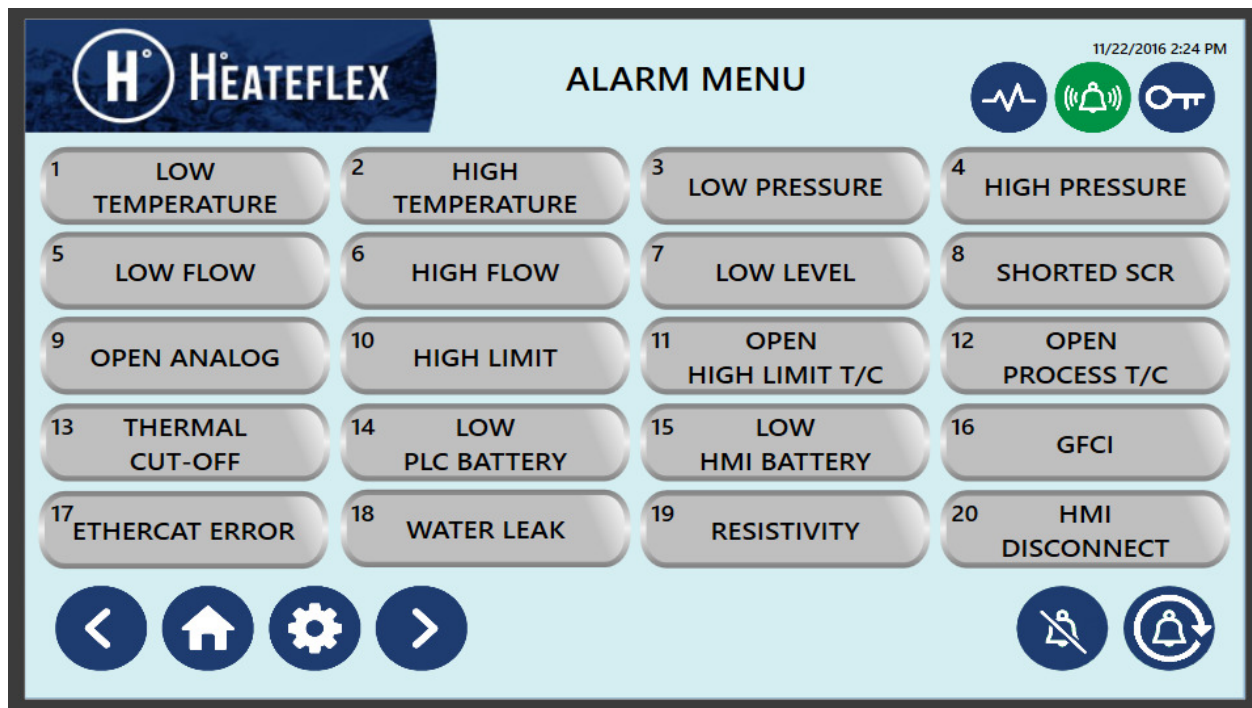 H° HEATEFLEX
ALARM MENU
11/22/2016 2:24 PM
1 LOW
TEMPERATURE
2 HIGH
TEMPERATURE
3 LOW PRESSURE
4 HIGH PRESSURE
5 LOW FLOW
6 HIGH FLOW
7 LOW LEVEL
8 SHORTED SCR
9 OPEN ANALOG
10 HIGH LIMIT
11 OPEN
HIGH LIMIT T/C
12 OPEN
PROCESS T/C
13 THERMAL
CUT-OFF
14 LOW
PLC BATTERY
15 LOW
HMI BATTERY
16 GFCI
17 ETHERCAT ERROR
18 WATER LEAK
19 RESISTIVITY
20 HMI
DISCONNECT